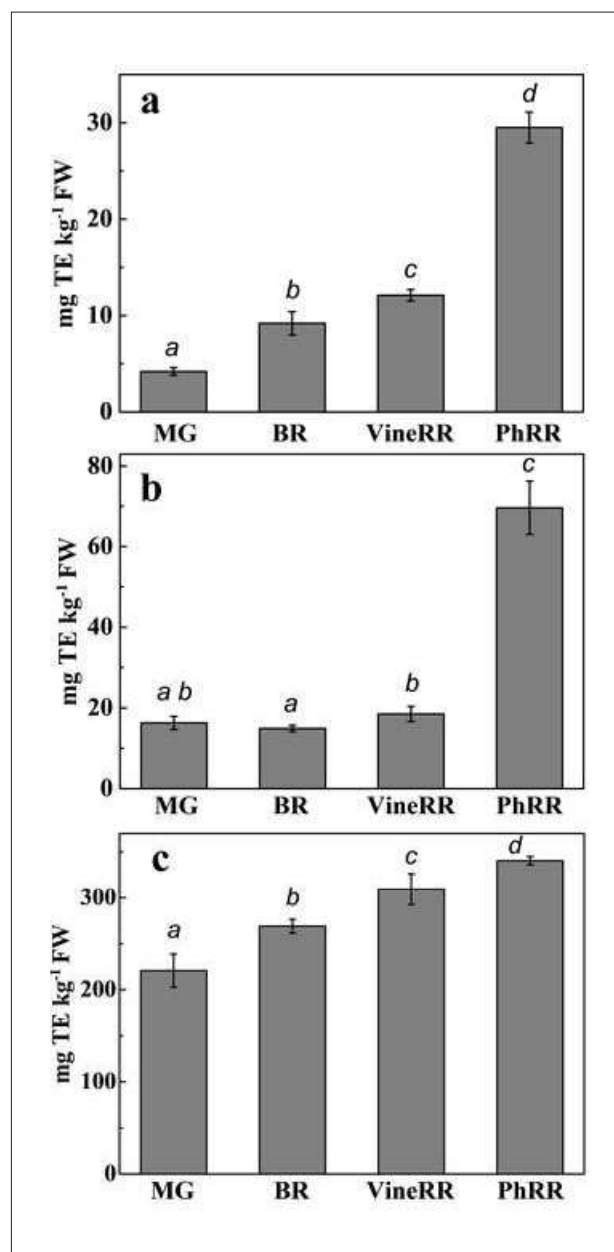 a
d
30
20
10
0
mg TE kg-1 FW
a
b
c
MG BR VineRR PhRR
b
c
80
60
40
20
0
mg TE kg-1 FW
a b
a
b
MG BR VineRR PhRR
c
d
300
200
100
0
mg TE kg-1 FW
a
b
c
MG BR VineRR PhRR